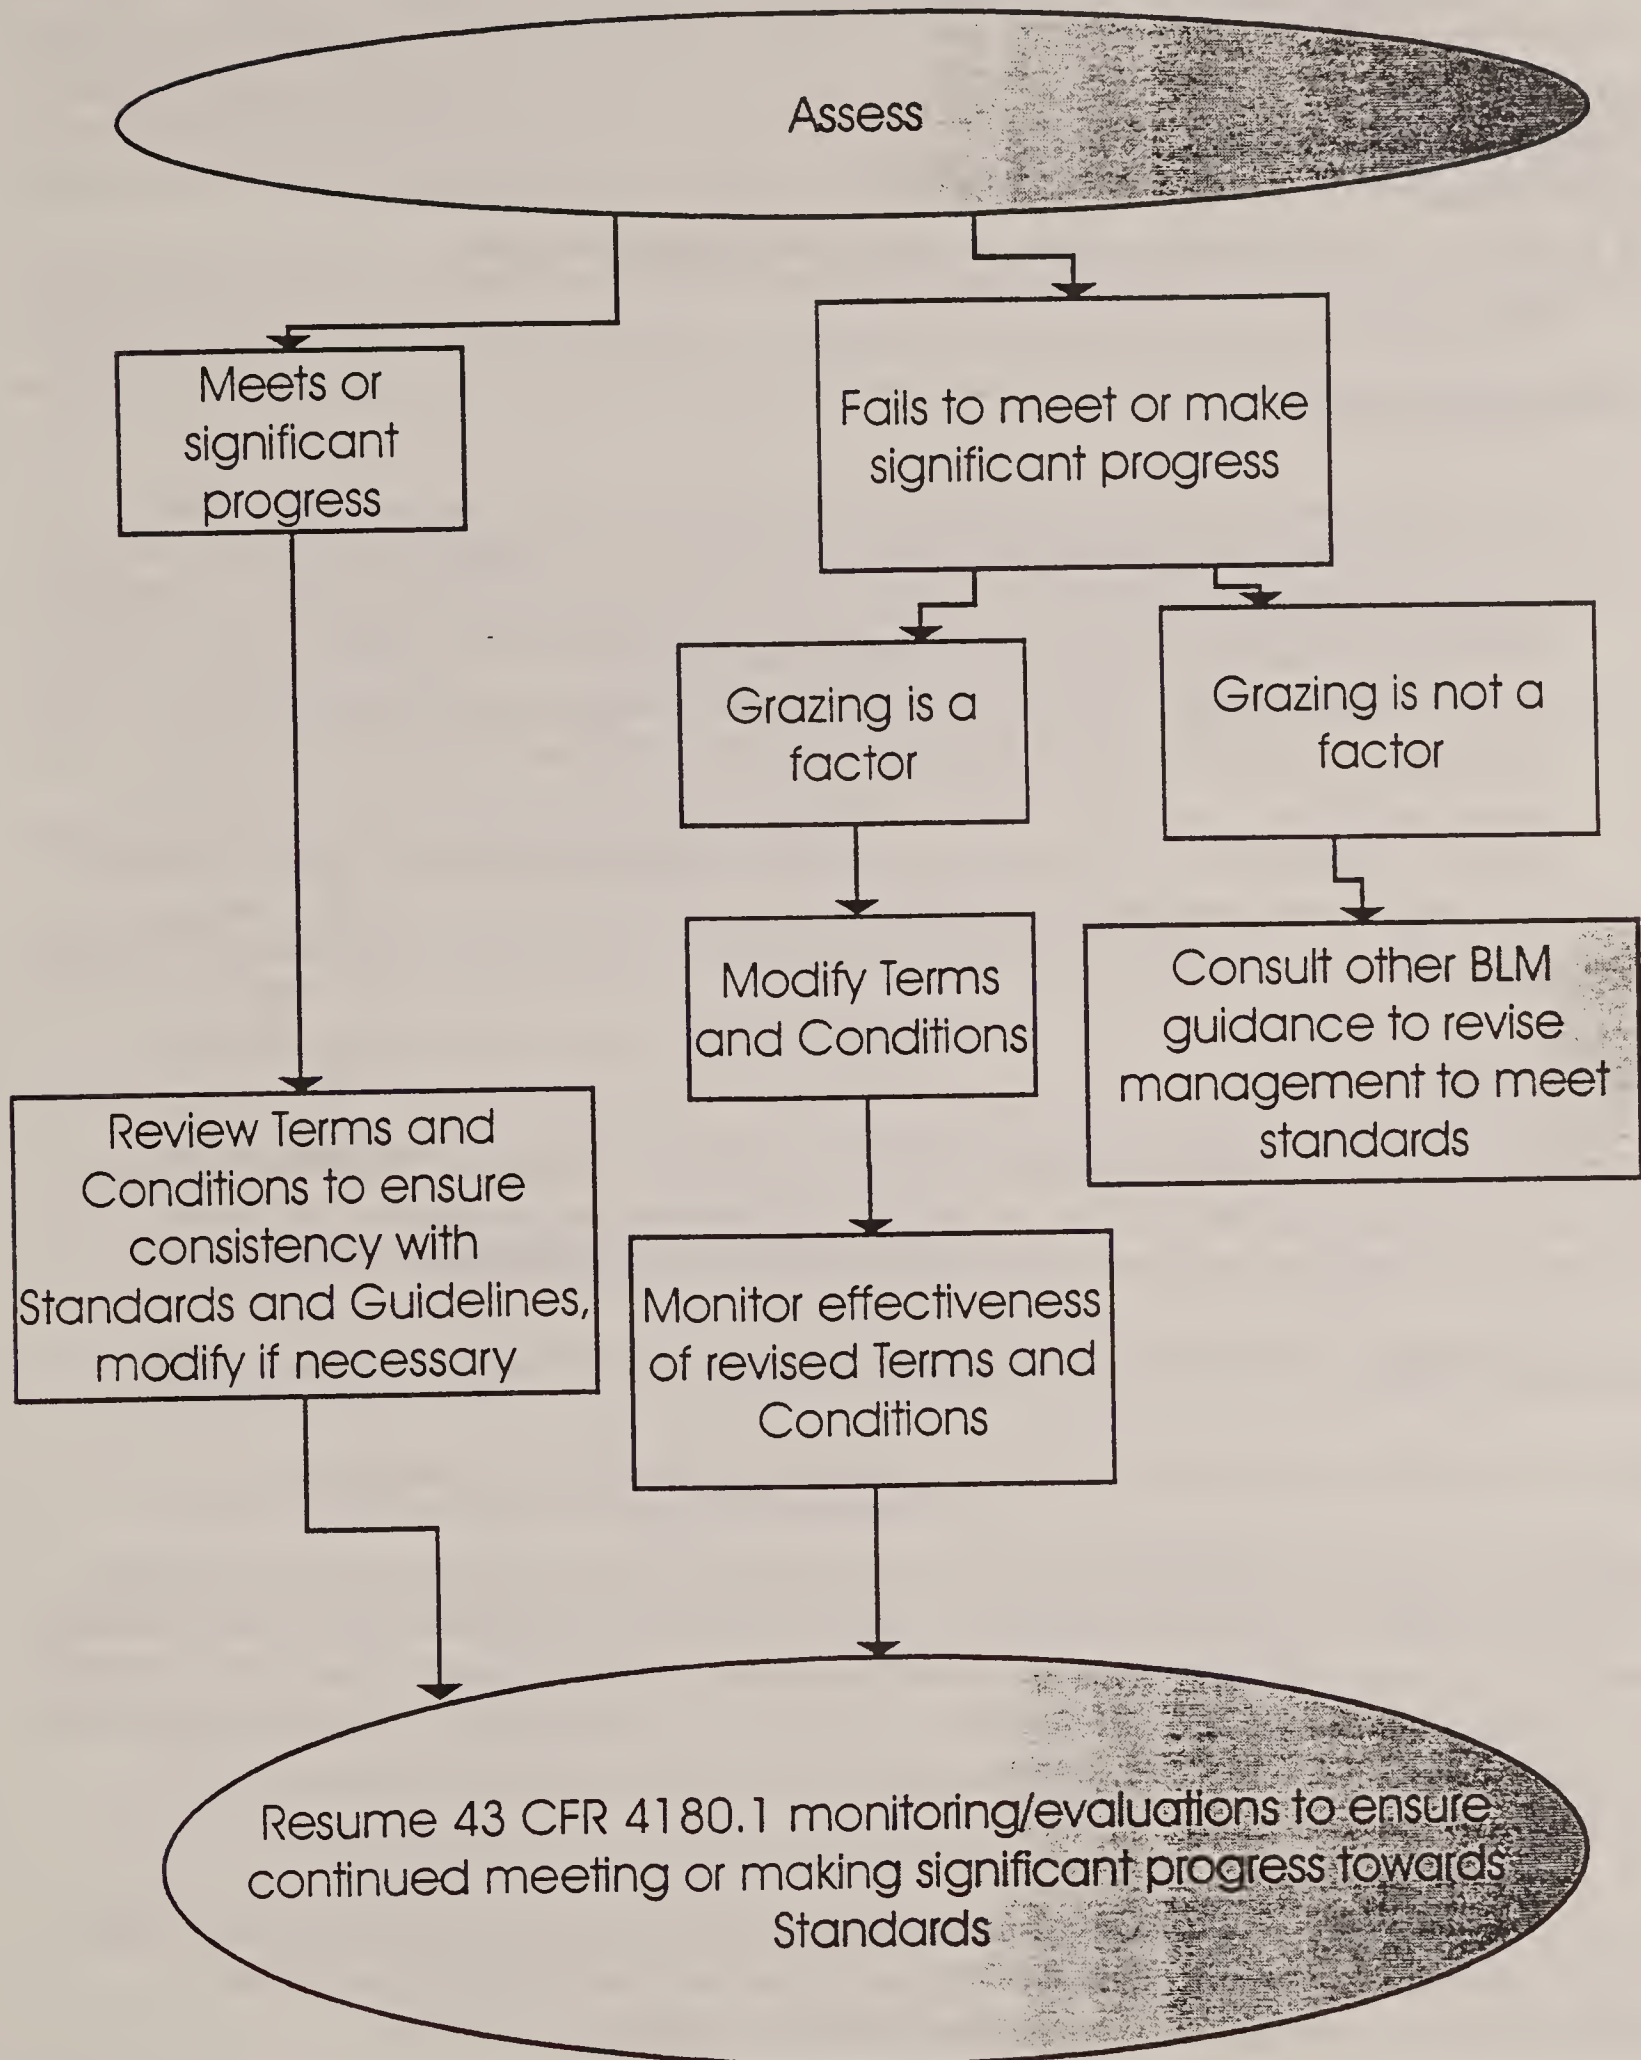 Assess
Meets or
significant
progress
Fails to meet or make
significant progress
Grazing is a
factor
Grazing is not a
factor
Modify Terms
and Conditions
Consult other BLM
guidance to revise
management to meet
standards
Review Terms and
Conditions to ensure
consistency with
Standards and Guidelines,
modify if necessary
Monitor effectiveness
of revised Terms and
Conditions
Resume 43 CFR 4180.1 monitoring/evaluations to ensure
continued meeting or making significant progress towards
Standards